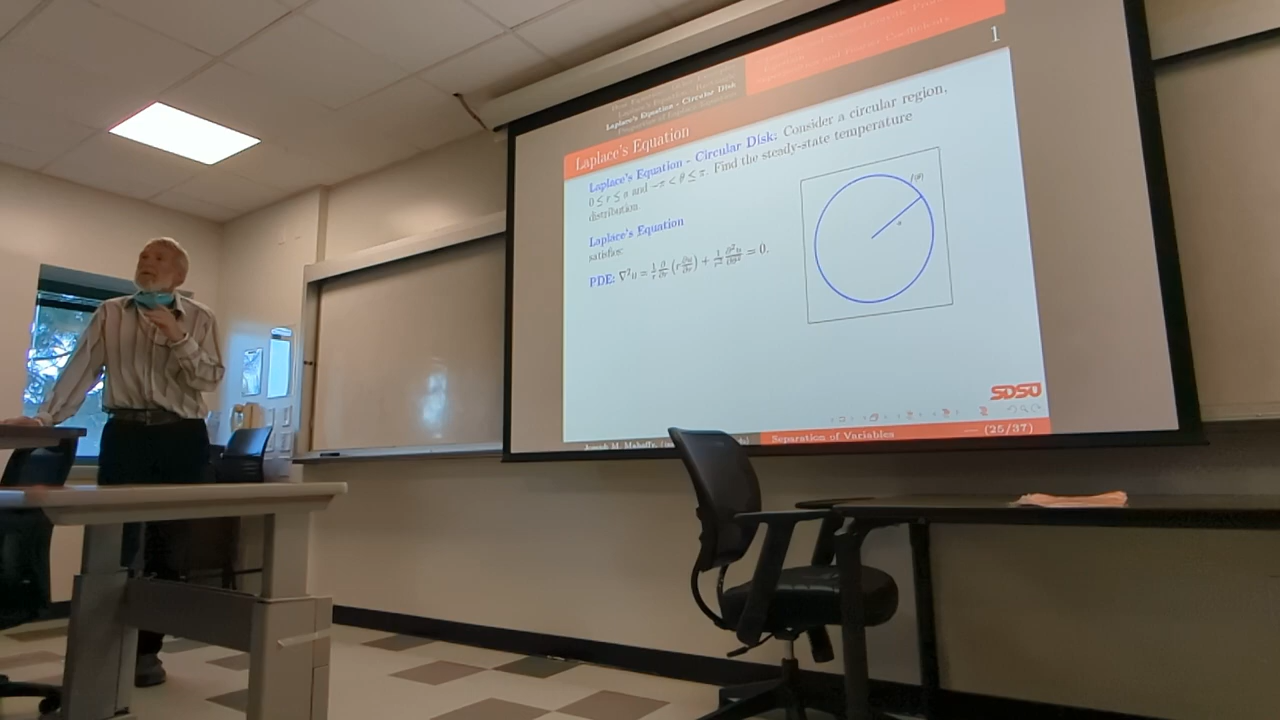 Laplace's Equation - Circular Disk
1
Laplace's Equation
Laplace's Equation - Circular Disk: Consider a circular region,
0 ≤ r ≤ a and −π < θ ≤ π. Find the steady-state temperature
distribution.
f(θ)
a
Laplace's Equation
satisfies:
PDE: ∇²u = 1/r ∂/∂r (r ∂u/∂r) + 1/r² ∂²u/∂θ² = 0.
SDSU
Joseph M. Mahaffy,
Separation of Variables
— (25/37)